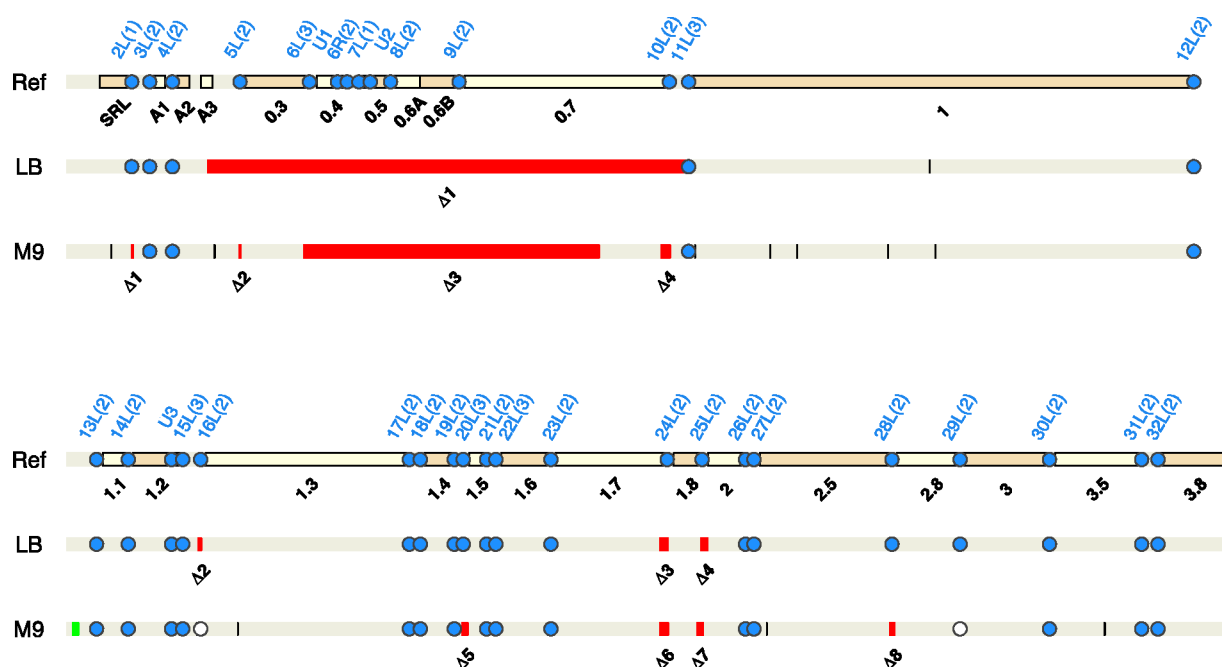 2L(1) 3L(2) 4L(2) 5L(2) 6L(3) U1 6R(2) 7L(1) U2 8L(2) 9L(2) 10L(2) 11L(3) 12L(2)
Ref
SRL A1 A2 A3 0.3 0.4 0.5 0.6A 0.6B 0.7 1
LB
Δ1
M9
Δ1 Δ2 Δ3 Δ4
13L(2) 14L(2) U3 15L(3) 16L(2) 17L(2) 18L(2) 19L(2) 20L(3) 21L(2) 22L(3) 23L(2) 24L(2) 25L(2) 26L(2) 27L(2) 28L(2) 29L(2) 30L(2) 31L(2) 32L(2)
Ref
1.1 1.2 1.3 1.4 1.5 1.6 1.7 1.8 2 2.5 2.8 3 3.5 3.8
LB
Δ2 Δ3 Δ4
M9
Δ5 Δ6 Δ7 Δ8